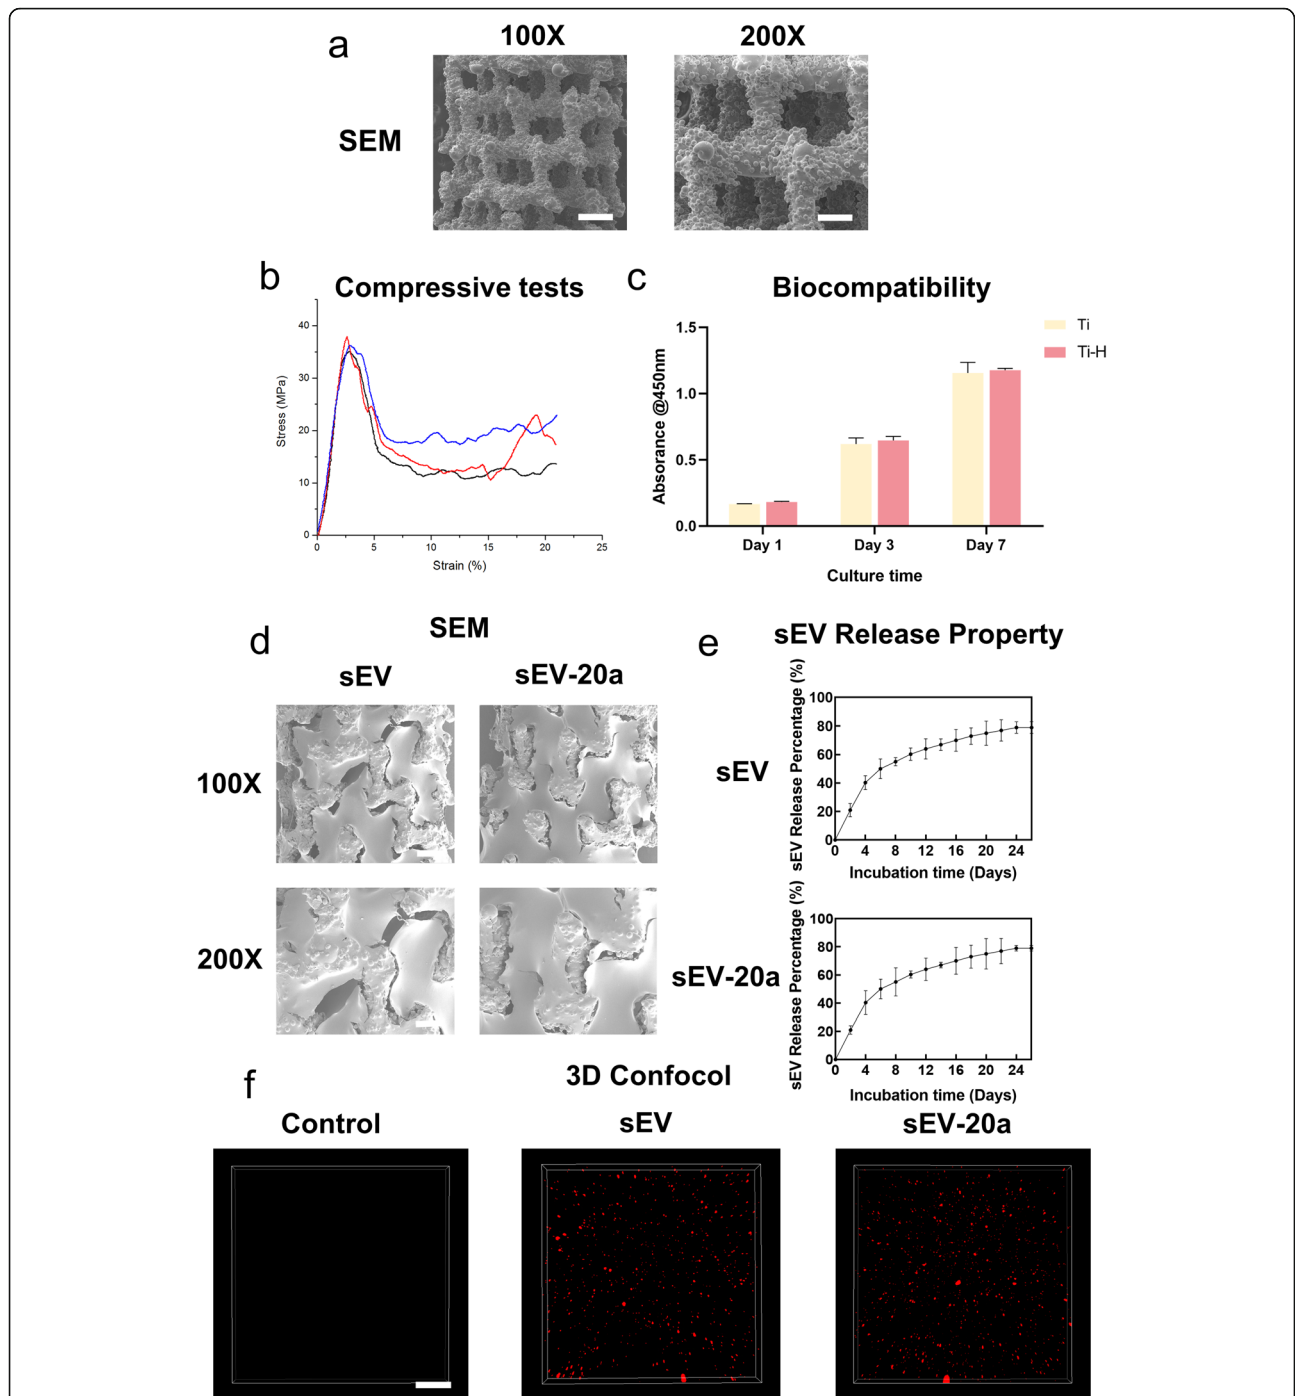 a
100X
200X
SEM
b
Compressive tests
Stress (MPa)
40
30
20
10
0
0
5
10
15
20
25
Strain (%)
c
Biocompatibility
Ti
Ti-H
Absorance @450nm
1.5
1.0
0.5
0.0
Day 1
Day 3
Day 7
Culture time
d
SEM
sEV
sEV-20a
100X
200X
e
sEV Release Property
sEV
sEV Release Percentage (%)
100
80
60
40
20
0
0
4
8
12
16
20
24
Incubation time (Days)
sEV-20a
sEV Release Percentage (%)
100
80
60
40
20
0
0
4
8
12
16
20
24
Incubation time (Days)
f
3D Confocol
Control
sEV
sEV-20a